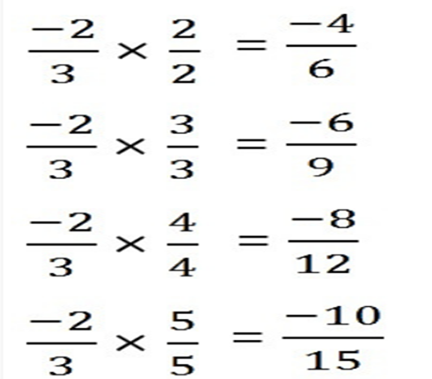 −2/3 × 2/2 = −4/6
−2/3 × 3/3 = −6/9
−2/3 × 4/4 = −8/12
−2/3 × 5/5 = −10/15